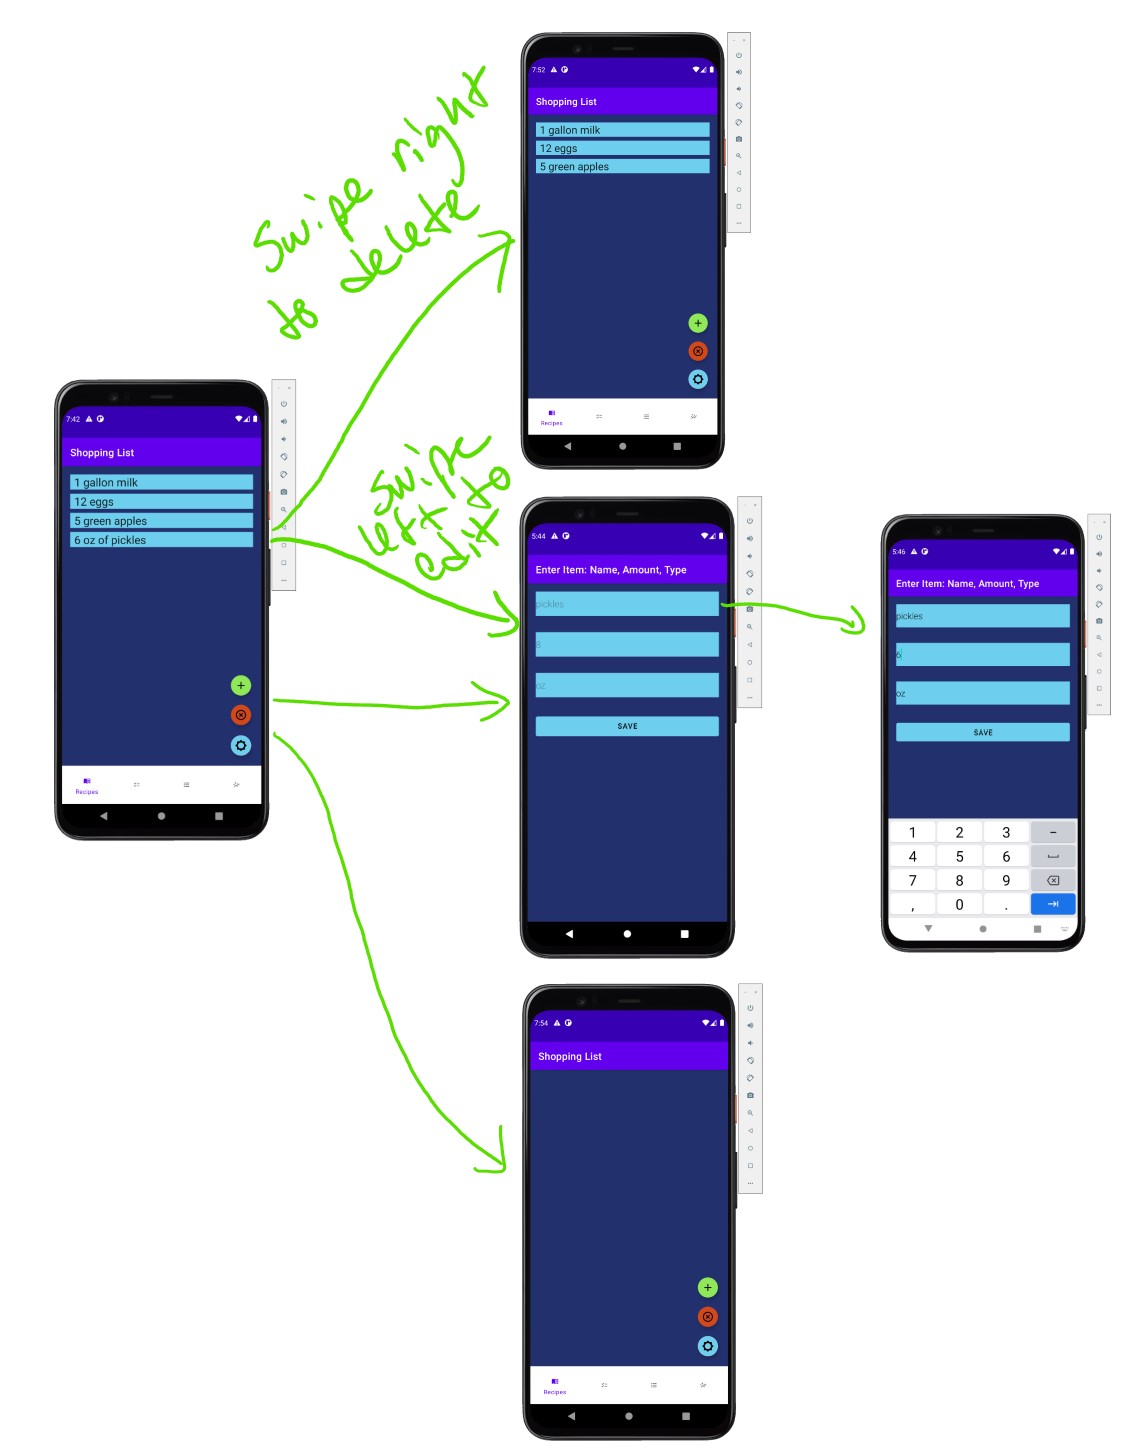 Swipe right
to delete
7:52
Shopping List
1 gallon milk
12 eggs
5 green apples
Recipes
7:42
Shopping List
1 gallon milk
12 eggs
5 green apples
6 oz of pickles
Recipes
Swipe
left to
edit
5:44
Enter Item: Name, Amount, Type
pickles
8
oz
SAVE
5:46
Enter Item: Name, Amount, Type
pickles
6
oz
SAVE
1 2 3 -
4 5 6
7 8 9
, 0 .
7:54
Shopping List
Recipes